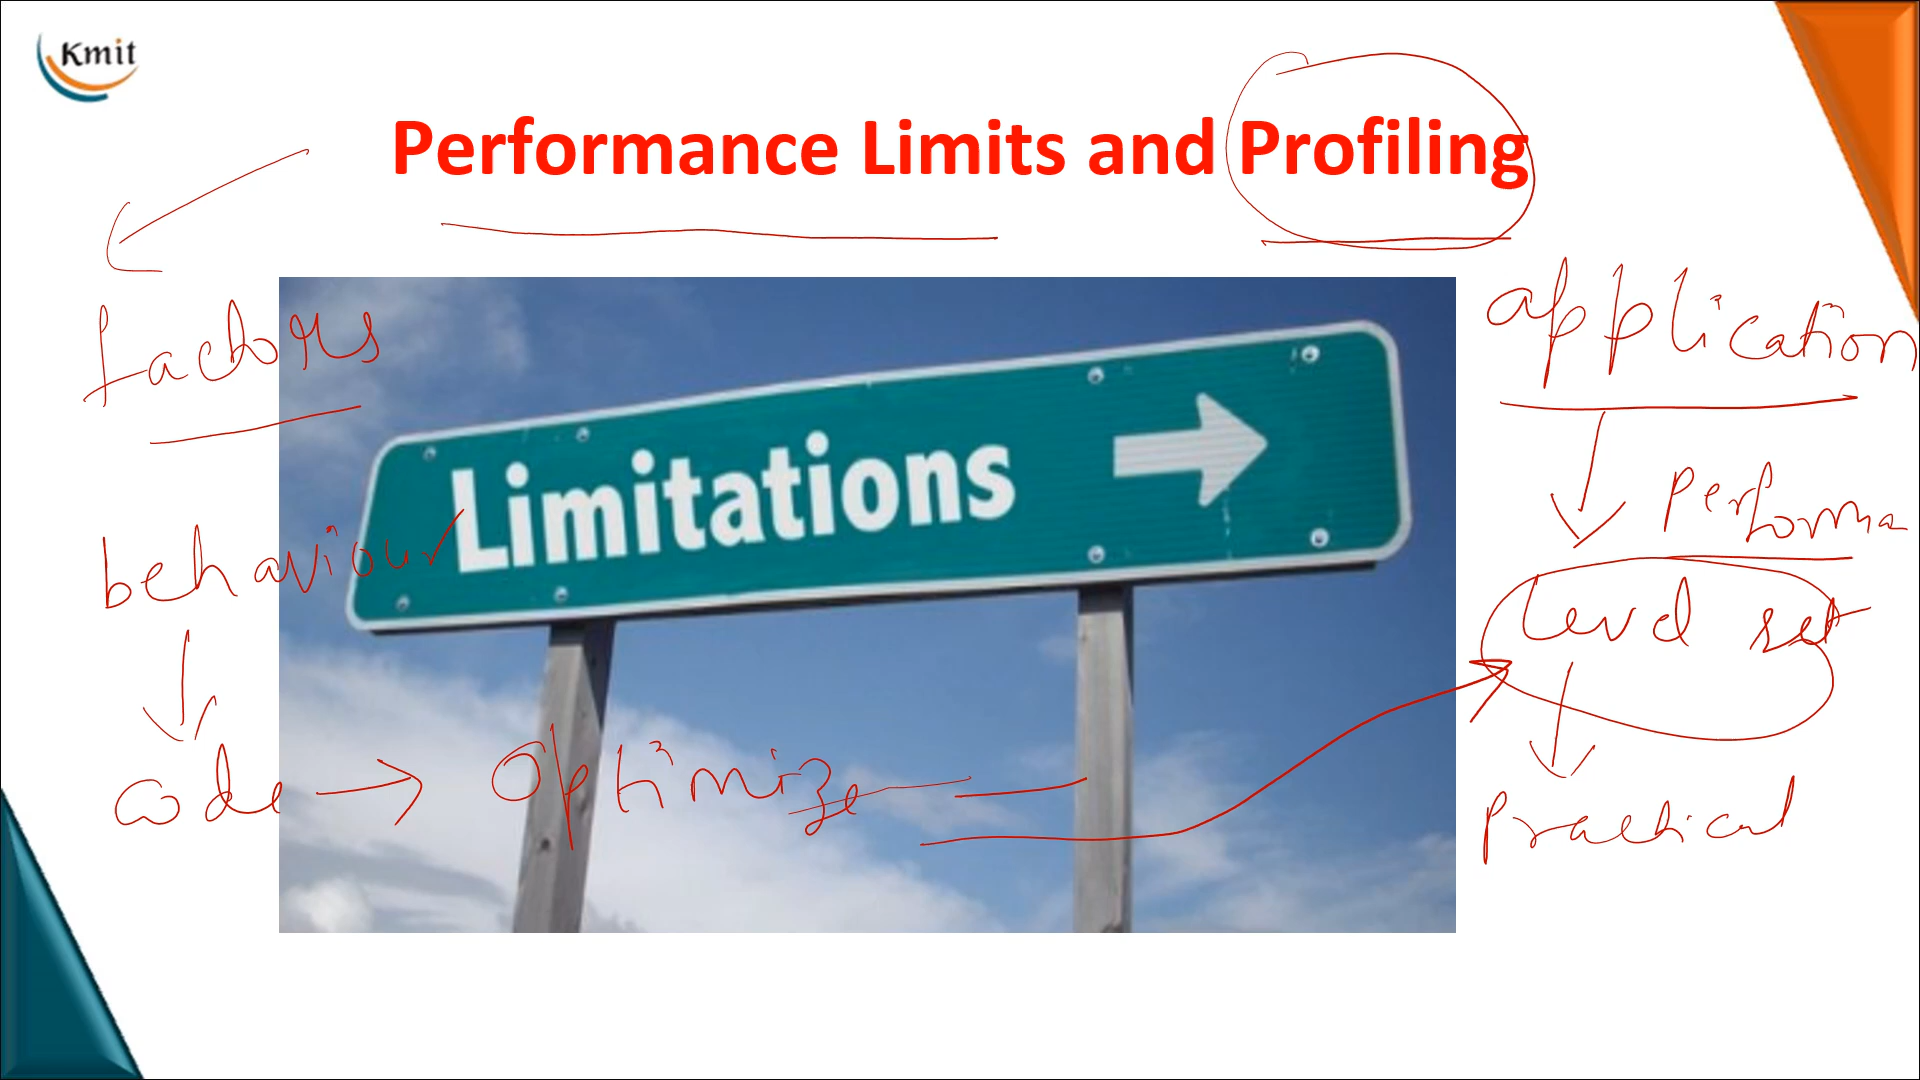 Kmit
Performance Limits and Profiling
factors
application
Limitations
Performa
behaviour
Level set
code → Optimize
Practical